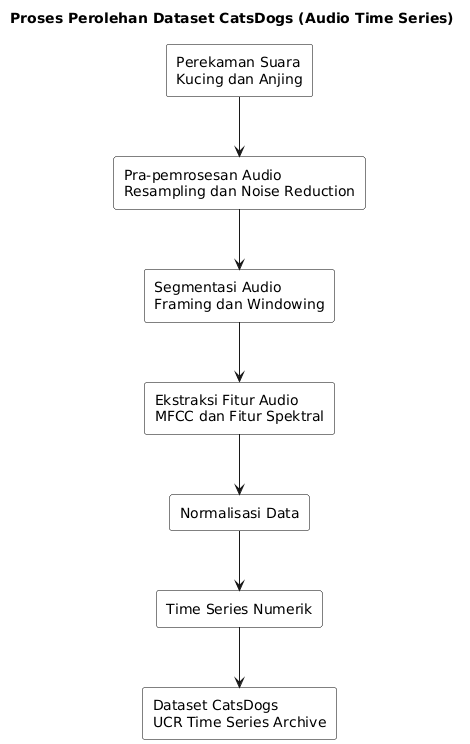 Proses Perolehan Dataset CatsDogs (Audio Time Series)
Perekaman Suara
Kucing dan Anjing
Pra-pemrosesan Audio
Resampling dan Noise Reduction
Segmentasi Audio
Framing dan Windowing
Ekstraksi Fitur Audio
MFCC dan Fitur Spektral
Normalisasi Data
Time Series Numerik
Dataset CatsDogs
UCR Time Series Archive